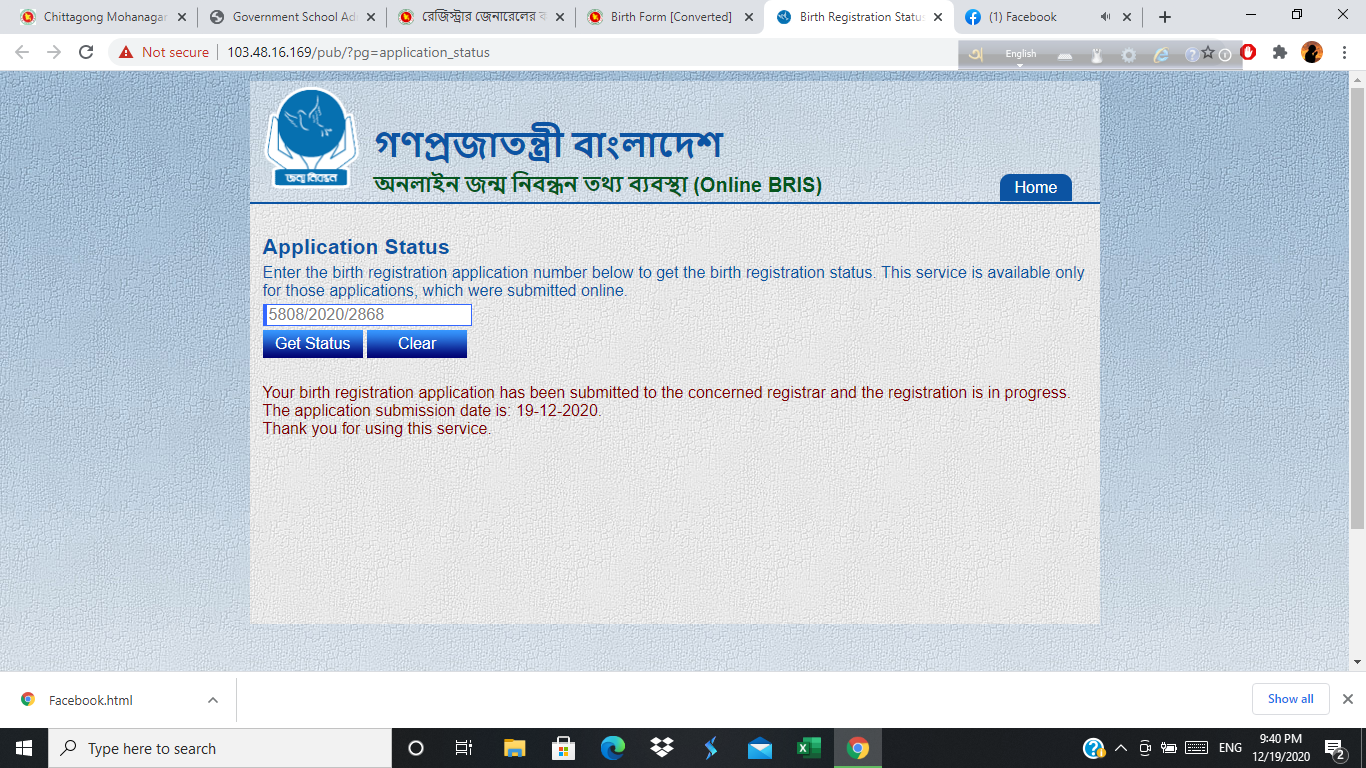 Chittagong Mohanagar
Government School Ad
রেজিস্ট্রার জেনারেলের ক
Birth Form [Converted]
Birth Registration Status
(1) Facebook
Not secure
103.48.16.169/pub/?pg=application_status
English
জন্ম নিবন্ধন
গণপ্রজাতন্ত্রী বাংলাদেশ
অনলাইন জন্ম নিবন্ধন তথ্য ব্যবস্থা (Online BRIS)
Home
Application Status
Enter the birth registration application number below to get the birth registration status. This service is available only
for those applications, which were submitted online.
5808/2020/2868
Get Status
Clear
Your birth registration application has been submitted to the concerned registrar and the registration is in progress.
The application submission date is: 19-12-2020.
Thank you for using this service.
Facebook.html
Show all
Type here to search
ENG
9:40 PM
12/19/2020
2